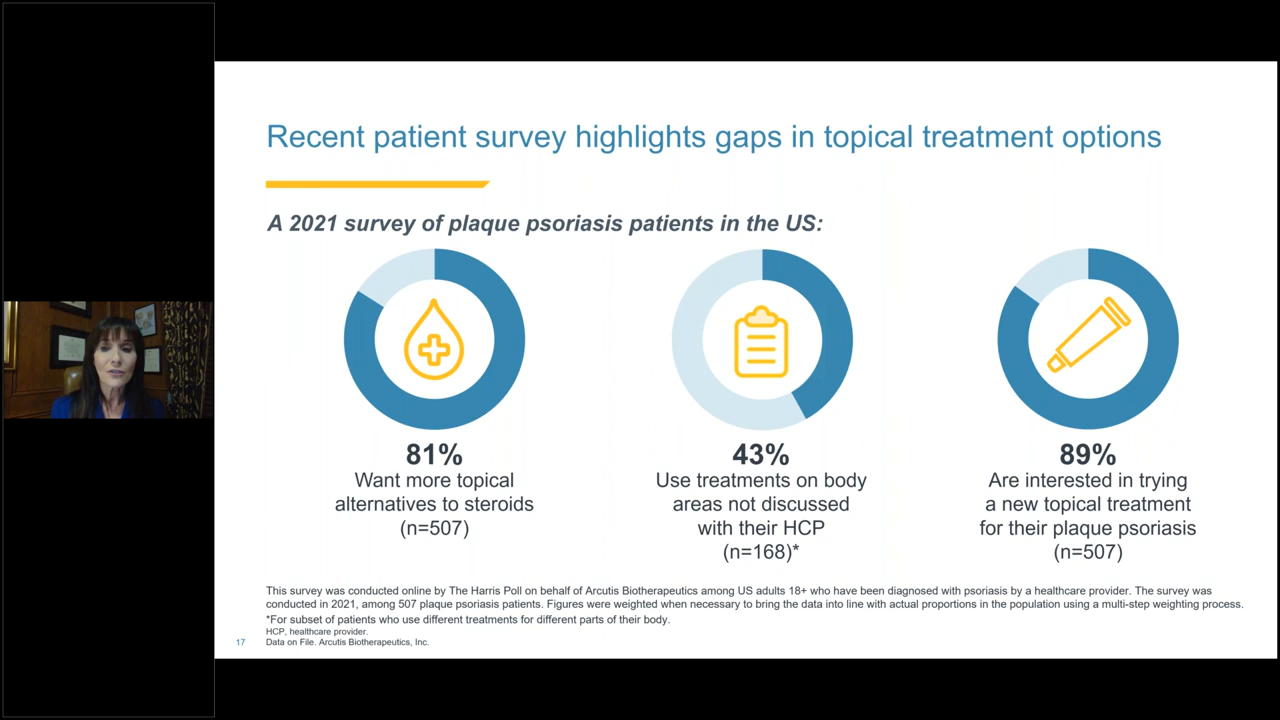 Recent patient survey highlights gaps in topical treatment options
A 2021 survey of plaque psoriasis patients in the US:
81%
Want more topical
alternatives to steroids
(n=507)
43%
Use treatments on body
areas not discussed
with their HCP
(n=168)*
89%
Are interested in trying
a new topical treatment
for their plaque psoriasis
(n=507)
This survey was conducted online by The Harris Poll on behalf of Arcutis Biotherapeutics among US adults 18+ who have been diagnosed with psoriasis by a healthcare provider. The survey was
conducted in 2021, among 507 plaque psoriasis patients. Figures were weighted when necessary to bring the data into line with actual proportions in the population using a multi-step weighting process.
*For subset of patients who use different treatments for different parts of their body.
HCP, healthcare provider.
17 Data on File. Arcutis Biotherapeutics, Inc.